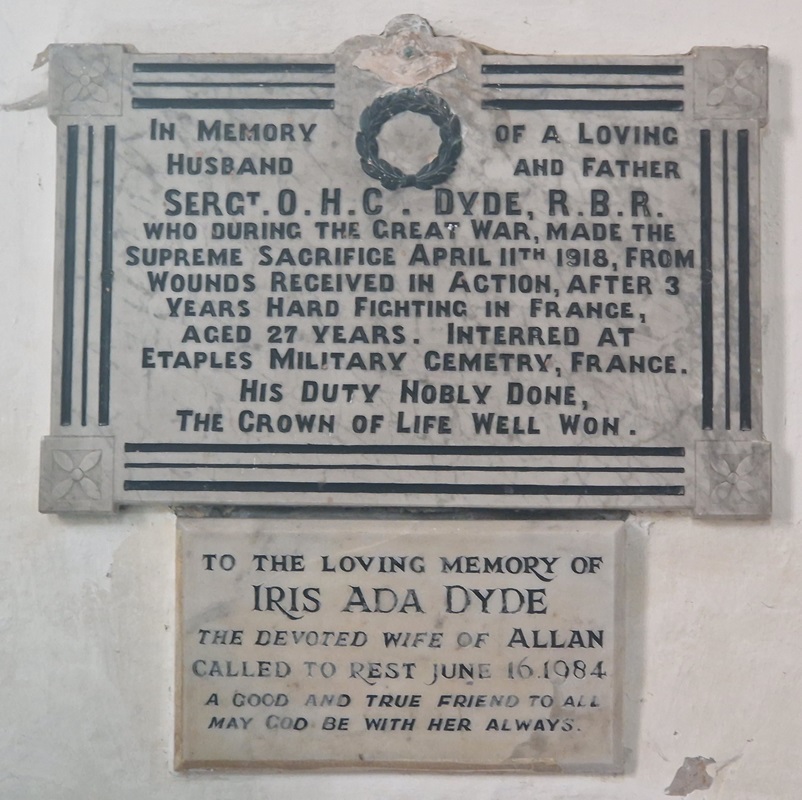 IN MEMORY OF A LOVING
HUSBAND AND FATHER
SERGT. O. H. C. DYDE, R.B.R.
WHO DURING THE GREAT WAR, MADE THE
SUPREME SACRIFICE APRIL 11TH 1918, FROM
WOUNDS RECEIVED IN ACTION, AFTER 3
YEARS HARD FIGHTING IN FRANCE,
AGED 27 YEARS. INTERRED AT
ETAPLES MILITARY CEMETRY, FRANCE.
HIS DUTY NOBLY DONE,
THE CROWN OF LIFE WELL WON.
TO THE LOVING MEMORY OF
IRIS ADA DYDE
THE DEVOTED WIFE OF ALLAN
CALLED TO REST JUNE 16.1984
A GOOD AND TRUE FRIEND TO ALL
MAY GOD BE WITH HER ALWAYS.